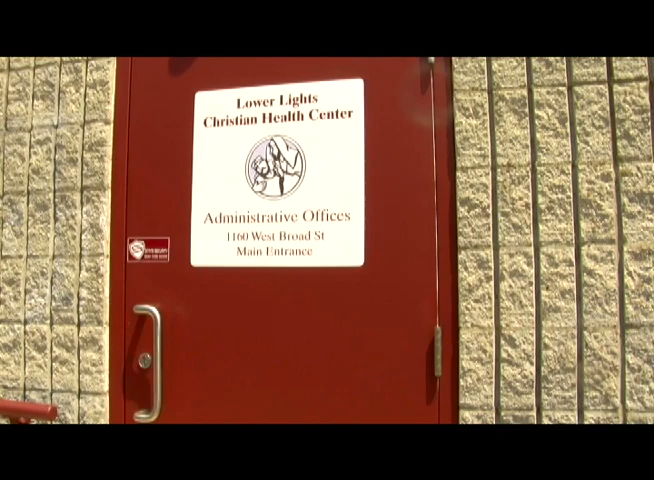 Lower Lights
Christian Health Center
Administrative Offices
1160 West Broad St
Main Entrance